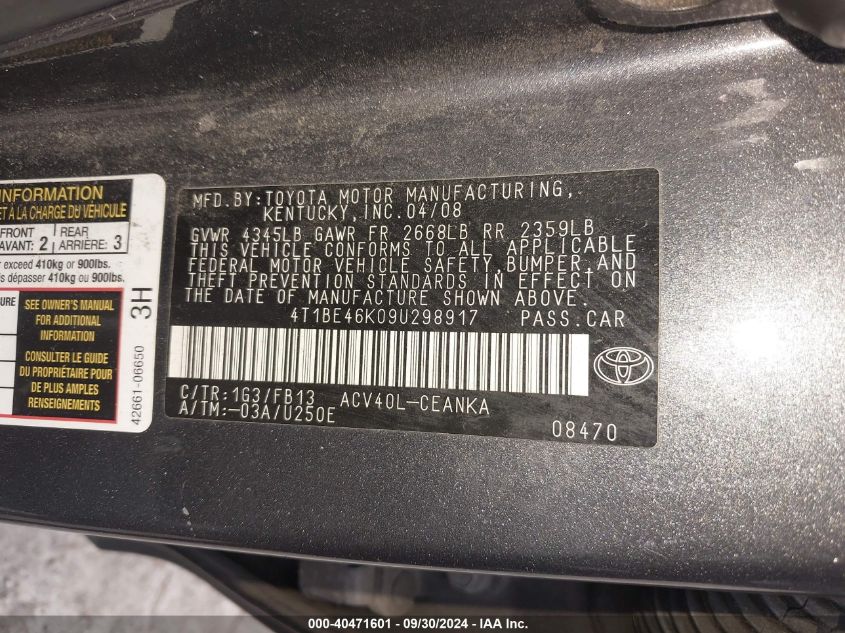 INFORMATION
ET À LA CHARGE DU VÉHICULE
FRONT
AVANT: 2
REAR
ARRIÈRE: 3
exceed 410kg or 900lbs.
dépasser 410kg ou 900lbs.
SEE OWNER'S MANUAL
FOR ADDITIONAL
INFORMATION
CONSULTER LE GUIDE
DU PROPRIÉTAIRE
POUR DE PLUS
AMPLES
RENSEIGNEMENTS
3H
42661-06650
MFD.BY:TOYOTA MOTOR MANUFACTURING,
KENTUCKY,INC.04/08
GVWR 4345LB GAWR FR 2668LB RR 2359LB
THIS VEHICLE CONFORMS TO ALL APPLICABLE
FEDERAL MOTOR VEHICLE SAFETY,BUMPER,AND
THEFT PREVENTION STANDARDS IN EFFECT ON
THE DATE OF MANUFACTURE SHOWN ABOVE.
4T1BE46K09U298917 PASS.CAR
C/TR:1G3/FB13 ACV40L-CEANKA
A/TM:-03A/U250E
08470
000-40471601 - 09/30/2024 - © IAA Inc.